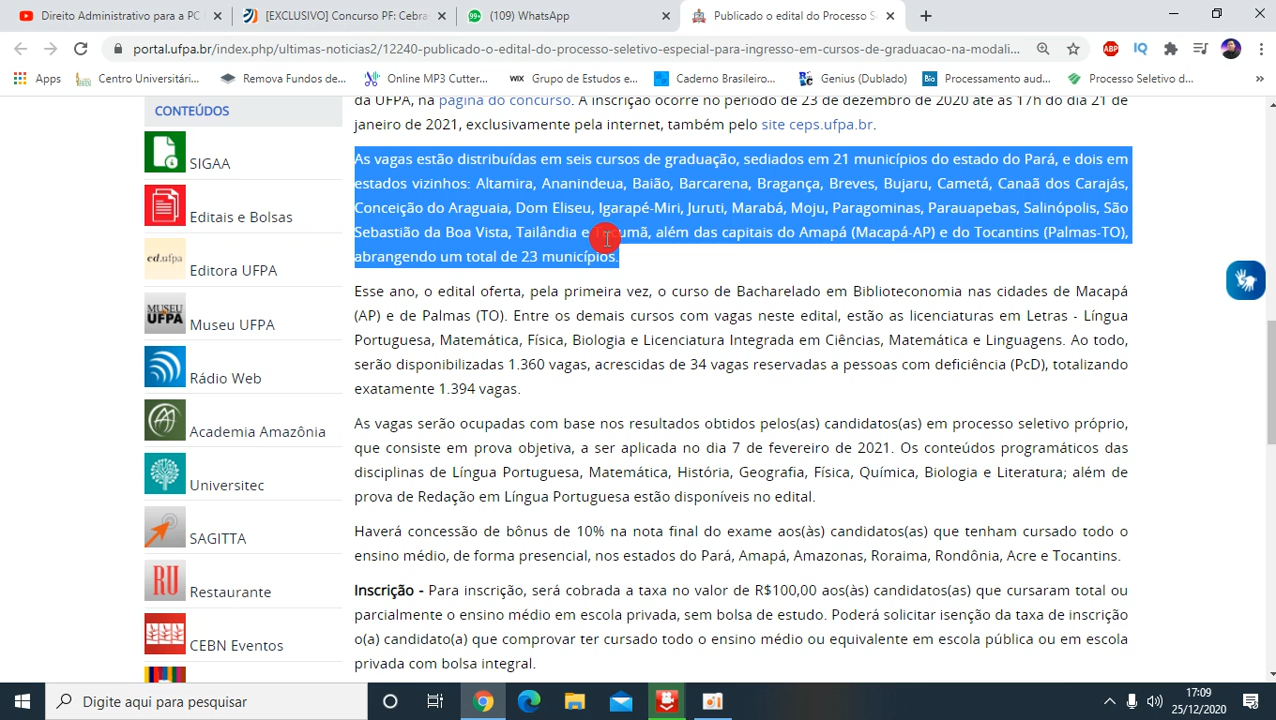 Direito Administrativo para a PC
[EXCLUSIVO] Concurso PF: Cebra
(109) WhatsApp
Publicado o edital do Processo S
portal.ufpa.br/index.php/ultimas-noticias2/12240-publicado-o-edital-do-processo-seletivo-especial-para-ingresso-em-cursos-de-graduacao-na-modali...
ABP
IQ
Apps
Centro Universitári...
Remova Fundos de...
Online MP3 Cutter...
WIX Grupo de Estudos e...
Caderno Brasileiro...
Genius (Dublado)
Bio Processamento aud...
Processo Seletivo d...
»
CONTEÚDOS
SIGAA
Editais e Bolsas
ed.ufpa
Editora UFPA
MUSEU
UFPA
Museu UFPA
Rádio Web
Academia Amazônia
Universitec
SAGITTA
RU
Restaurante
CEBN Eventos
da UFPA, na página do concurso. A inscrição ocorre no período de 23 de dezembro de 2020 até as 17h do dia 21 de
janeiro de 2021, exclusivamente pela internet, também pelo site ceps.ufpa.br.
As vagas estão distribuídas em seis cursos de graduação, sediados em 21 municípios do estado do Pará, e dois em
estados vizinhos: Altamira, Ananindeua, Baião, Barcarena, Bragança, Breves, Bujaru, Cametá, Canaã dos Carajás,
Conceição do Araguaia, Dom Eliseu, Igarapé-Miri, Juruti, Marabá, Moju, Paragominas, Parauapebas, Salinópolis, São
Sebastião da Boa Vista, Tailândia e além das capitais do Amapá (Macapá-AP) e do Tocantins (Palmas-TO),
abrangendo um total de 23 municípios.
Esse ano, o edital oferta, pela primeira vez, o curso de Bacharelado em Biblioteconomia nas cidades de Macapá
(AP) e de Palmas (TO). Entre os demais cursos com vagas neste edital, estão as licenciaturas em Letras - Língua
Portuguesa, Matemática, Física, Biologia e Licenciatura Integrada em Ciências, Matemática e Linguagens. Ao todo,
serão disponibilizadas 1.360 vagas, acrescidas de 34 vagas reservadas a pessoas com deficiência (PcD), totalizando
exatamente 1.394 vagas.
As vagas serão ocupadas com base nos resultados obtidos pelos(as) candidatos(as) em processo seletivo próprio,
que consiste em prova objetiva, a ser aplicada no dia 7 de fevereiro de 2021. Os conteúdos programáticos das
disciplinas de Língua Portuguesa, Matemática, História, Geografia, Física, Química, Biologia e Literatura; além de
prova de Redação em Língua Portuguesa estão disponíveis no edital.
Haverá concessão de bônus de 10% na nota final do exame aos(às) candidatos(as) que tenham cursado todo o
ensino médio, de forma presencial, nos estados do Pará, Amapá, Amazonas, Roraima, Rondônia, Acre e Tocantins.
Inscrição - Para inscrição, será cobrada a taxa no valor de R$100,00 aos(às) candidatos(as) que cursaram total ou
parcialmente o ensino médio em escola privada, sem bolsa de estudo. Poderá solicitar isenção da taxa de inscrição
o(a) candidato(a) que comprovar ter cursado todo o ensino médio ou equivalente em escola pública ou em escola
privada com bolsa integral.
Digite aqui para pesquisar
17:09
25/12/2020